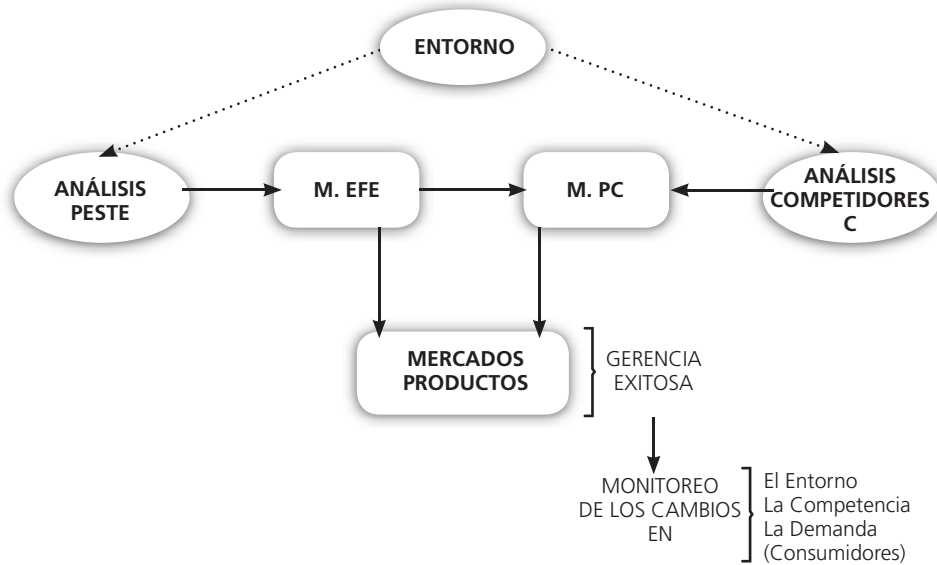 ENTORNO
ANÁLISIS
PESTE
M. EFE
M. PC
ANÁLISIS
COMPETIDORES
C
MERCADOS
PRODUCTOS
GERENCIA
EXITOSA
MONITOREO
DE LOS CAMBIOS
EN
El Entorno
La Competencia
La Demanda
(Consumidores)